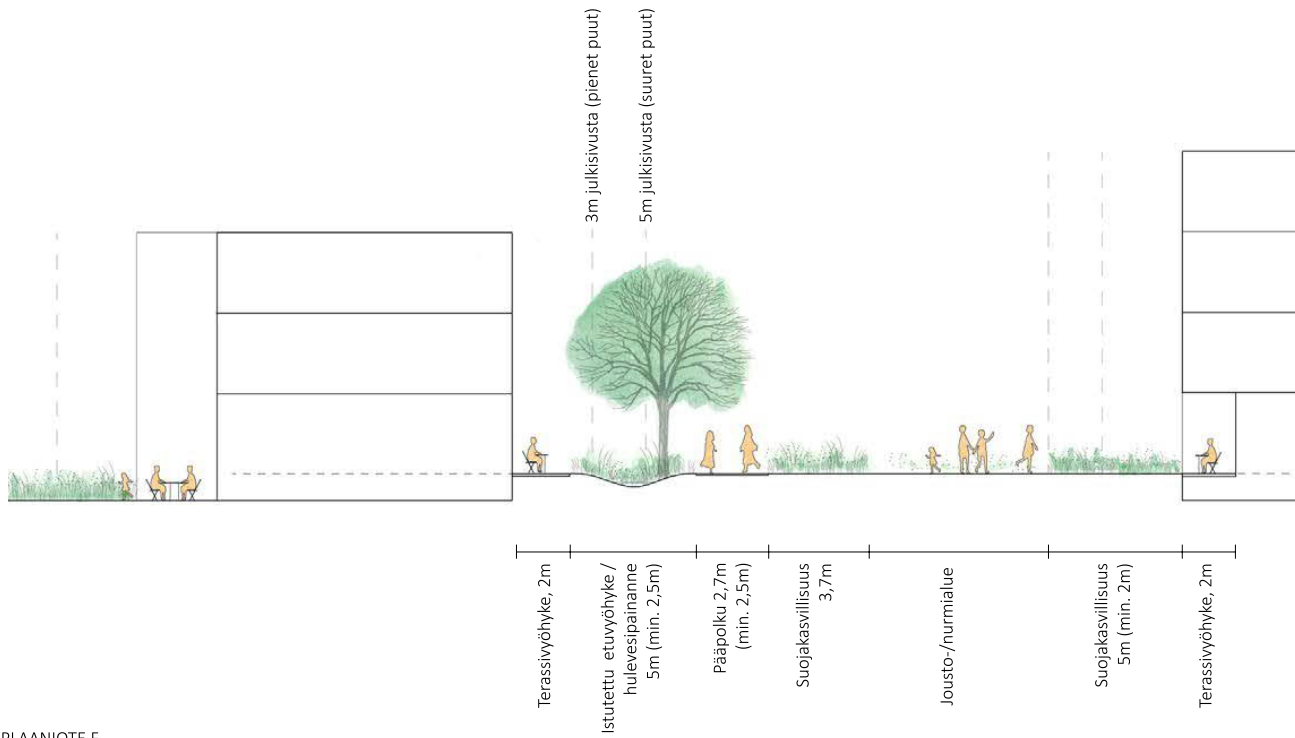 3m julkisivusta (pienet puut)
5m julkisivusta (suuret puut)
Terassivyöhyke, 2m
Istutettu etuvyöhyke /
hulevesipainanne
5m (min. 2,5m)
Pääpolku 2,7m
(min. 2,5m)
Suojakasvillisuus
3,7m
Jousto-/nurmialue
Suojakasvillisuus
5m (min. 2m)
Terassivyöhyke, 2m